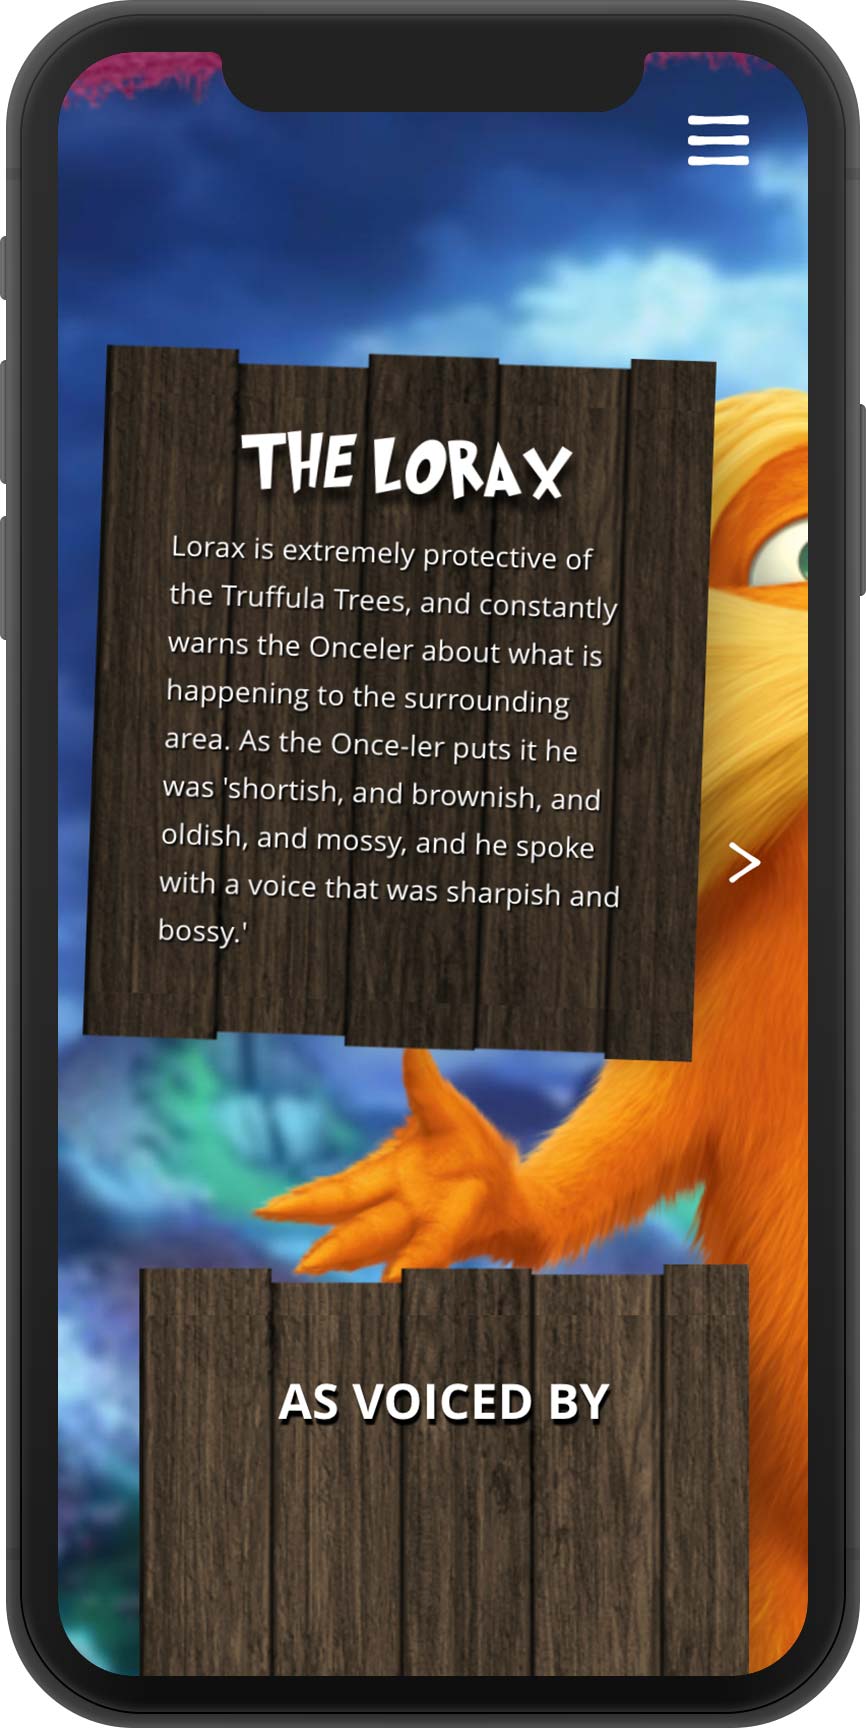 THE LORAX
Lorax is extremely protective of
the Truffula Trees, and constantly
warns the Onceler about what is
happening to the surrounding
area. As the Once-ler puts it he
was 'shortish, and brownish, and
oldish, and mossy, and he spoke
with a voice that was sharpish and
bossy.'
AS VOICED BY